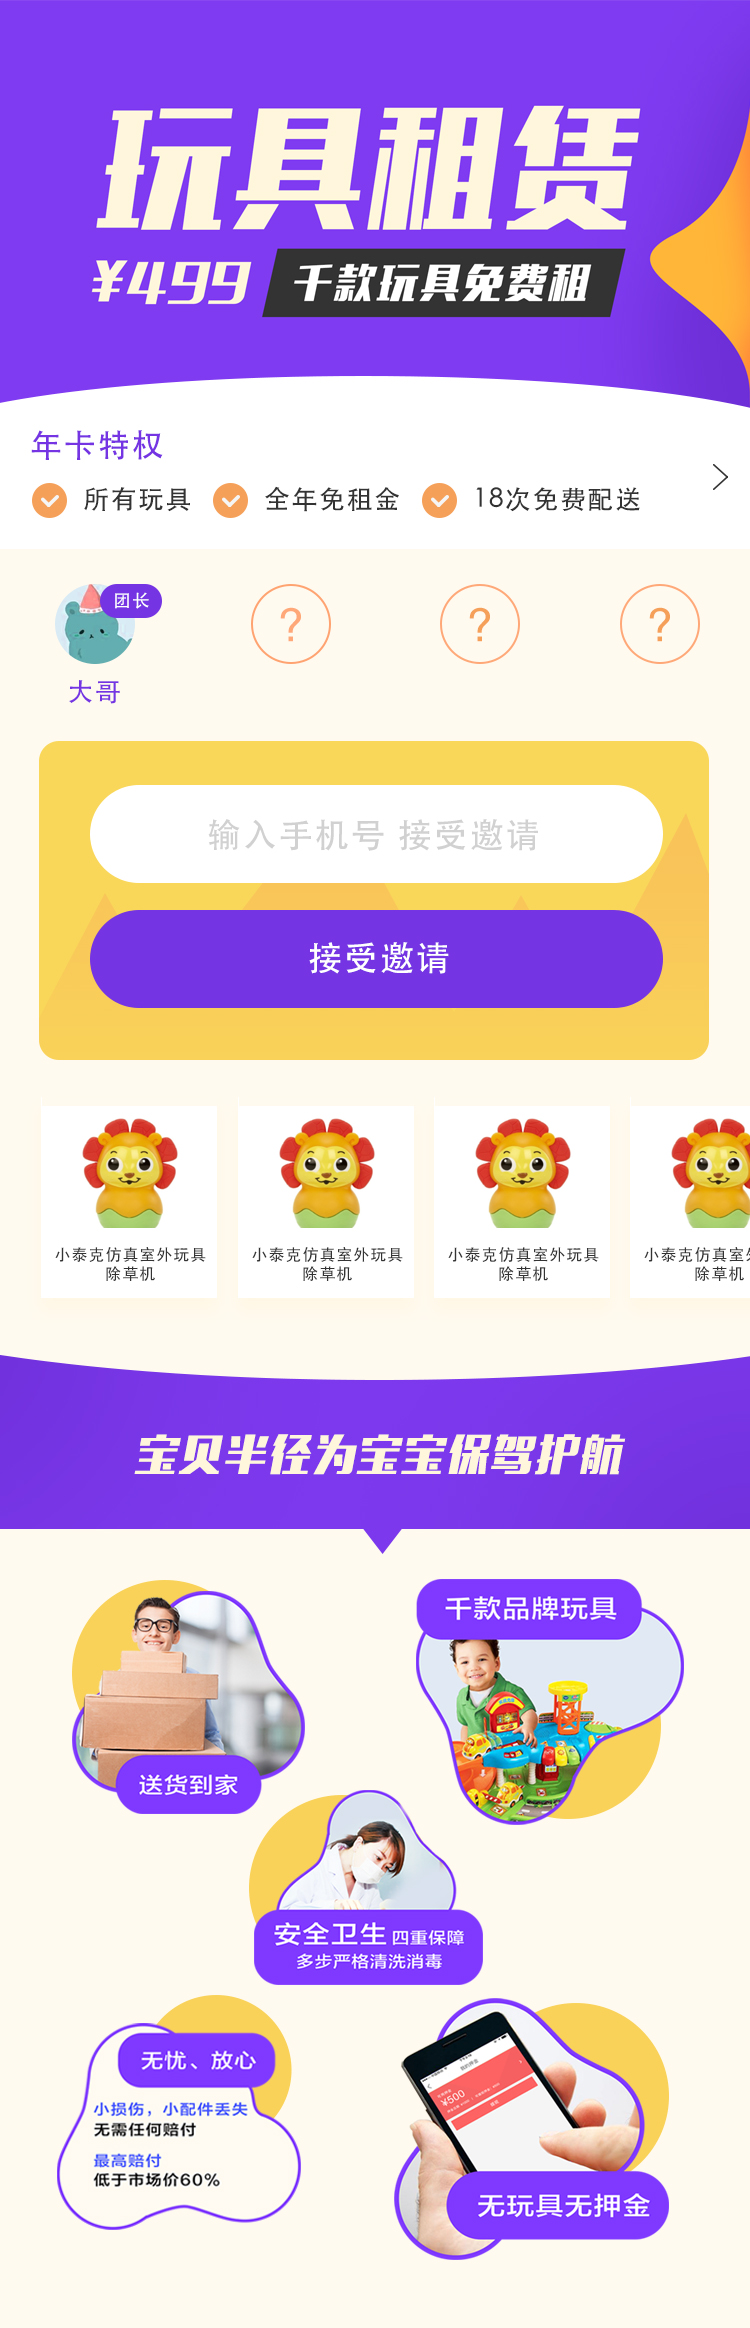 玩具租赁
¥499 千款玩具免费租
年卡特权
所有玩具 全年免租金 18次免费配送
团长
? ? ?
大哥
输入手机号 接受邀请
接受邀请
小泰克仿真室外玩具
除草机
小泰克仿真室外玩具
除草机
小泰克仿真室外玩具
除草机
小泰克仿真室外
除草机
宝贝半径为宝宝保驾护航
千款品牌玩具
送货到家
安全卫生 四重保障
多步严格清洗消毒
无忧、放心
小损伤，小配件丢失
无需任何赔付
最高赔付
低于市场价60%
我的押金
¥500
无玩具无押金